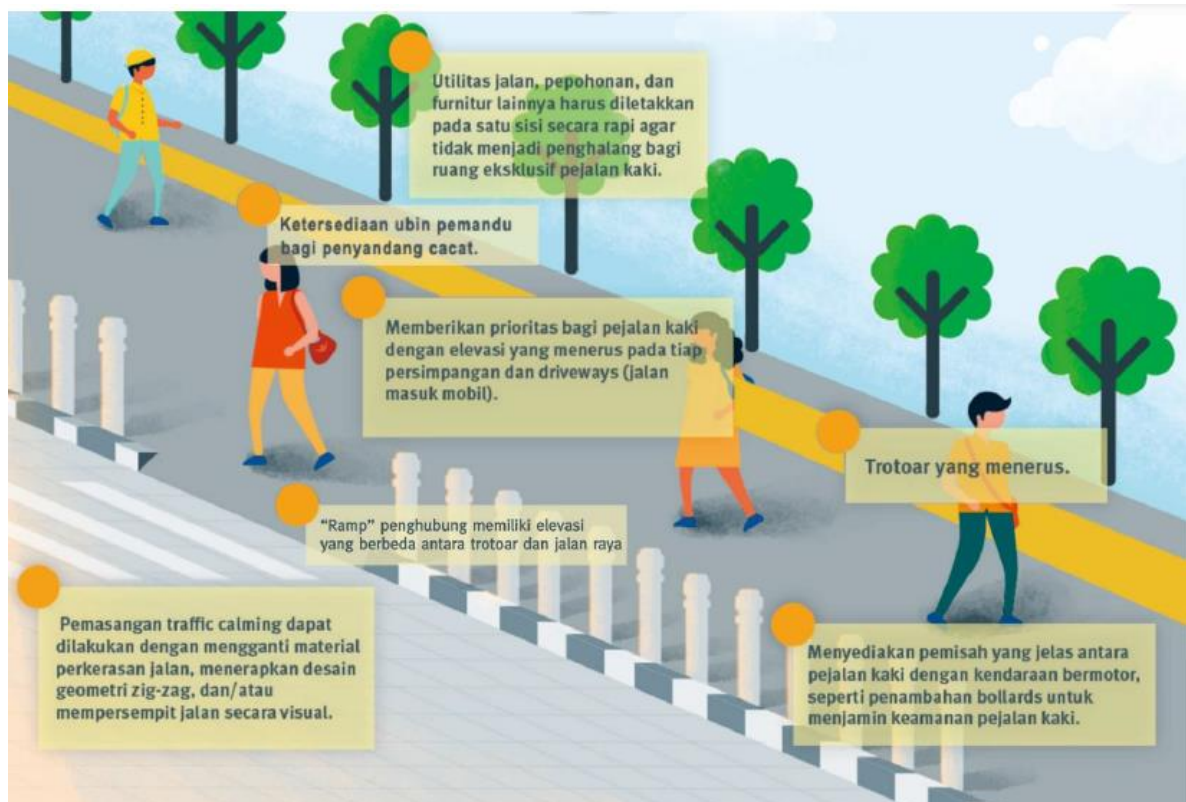 Utilitas jalan, pepohonan, dan
furnitur lainnya harus diletakkan
pada satu sisi secara rapi agar
tidak menjadi penghalang bagi
ruang eksklusif pejalan kaki.
Ketersediaan ubin pemandu
bagi penyandang cacat.
Memberikan prioritas bagi pejalan kaki
dengan elevasi yang menerus pada tiap
persimpangan dan driveways (jalan
masuk mobil).
Trotoar yang menerus.
“Ramp” penghubung memiliki elevasi
yang berbeda antara trotoar dan jalan raya
Pemasangan traffic calming dapat
dilakukan dengan mengganti material
perkerasan jalan, menerapkan desain
geometri zig-zag, dan/atau
mempersempit jalan secara visual.
Menyediakan pemisah yang jelas antara
pejalan kaki dengan kendaraan bermotor,
seperti penambahan bollards untuk
menjamin keamanan pejalan kaki.